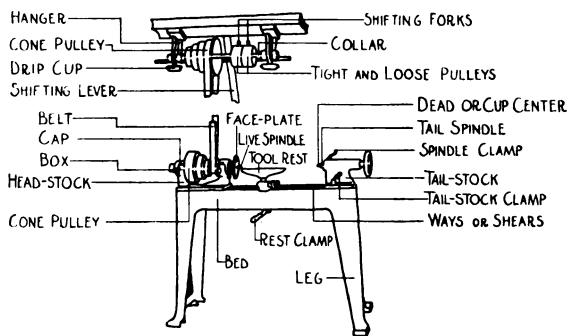 HANGER
SHIFTING FORKS
CONE PULLEY
COLLAR
DRIP CUP
TIGHT AND LOOSE PULLEYS
SHIFTING LEVER
BELT
FACE-PLATE
DEAD OR CUP CENTER
CAP
LIVE SPINDLE
TAIL SPINDLE
BOX
TOOL REST
SPINDLE CLAMP
HEAD-STOCK
TAIL-STOCK
TAIL-STOCK CLAMP
CONE PULLEY
WAYS OR SHEARS
REST CLAMP
BED
LEG